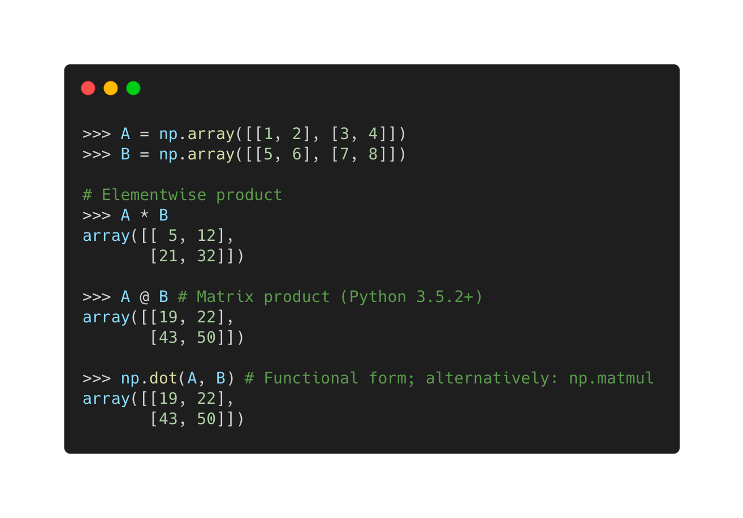 >>> A = np.array([[1, 2], [3, 4]])
>>> B = np.array([[5, 6], [7, 8]])
# Elementwise product
>>> A * B
array([[ 5, 12],
       [21, 32]])
>>> A @ B # Matrix product (Python 3.5.2+)
array([[19, 22],
       [43, 50]])
>>> np.dot(A, B) # Functional form; alternatively: np.matmul
array([[19, 22],
       [43, 50]])